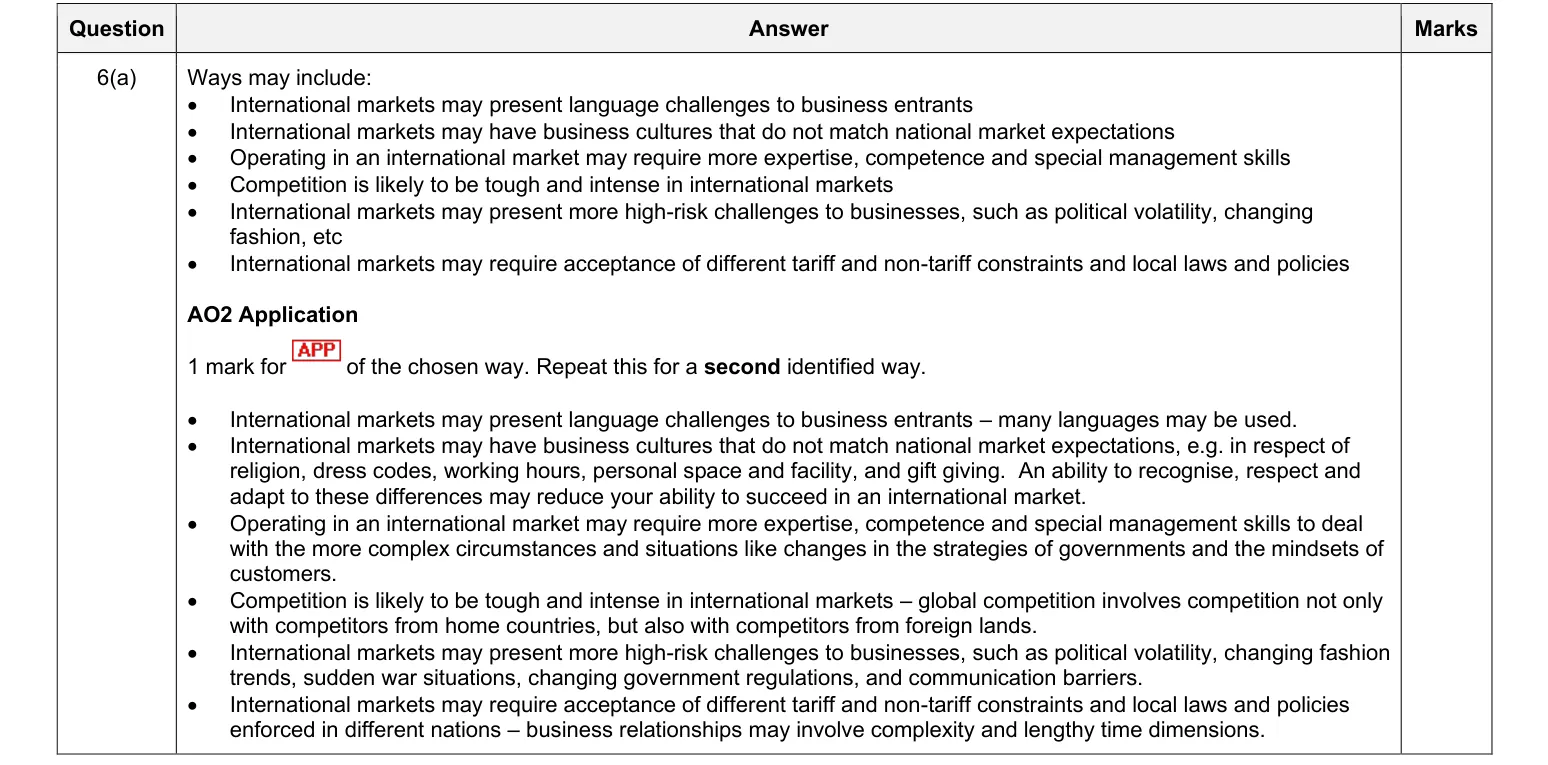 Question Answer Marks
6(a) Ways may include:
• International markets may present language challenges to business entrants
• International markets may have business cultures that do not match national market expectations
• Operating in an international market may require more expertise, competence and special management skills
• Competition is likely to be tough and intense in international markets
• International markets may present more high-risk challenges to businesses, such as political volatility, changing
fashion, etc
• International markets may require acceptance of different tariff and non-tariff constraints and local laws and policies
AO2 Application
1 mark for APP of the chosen way. Repeat this for a second identified way.
• International markets may present language challenges to business entrants – many languages may be used.
• International markets may have business cultures that do not match national market expectations, e.g. in respect of
religion, dress codes, working hours, personal space and facility, and gift giving.  An ability to recognise, respect and
adapt to these differences may reduce your ability to succeed in an international market.
• Operating in an international market may require more expertise, competence and special management skills to deal
with the more complex circumstances and situations like changes in the strategies of governments and the mindsets of
customers.
• Competition is likely to be tough and intense in international markets – global competition involves competition not only
with competitors from home countries, but also with competitors from foreign lands.
• International markets may present more high-risk challenges to businesses, such as political volatility, changing fashion
trends, sudden war situations, changing government regulations, and communication barriers.
• International markets may require acceptance of different tariff and non-tariff constraints and local laws and policies
enforced in different nations – business relationships may involve complexity and lengthy time dimensions.